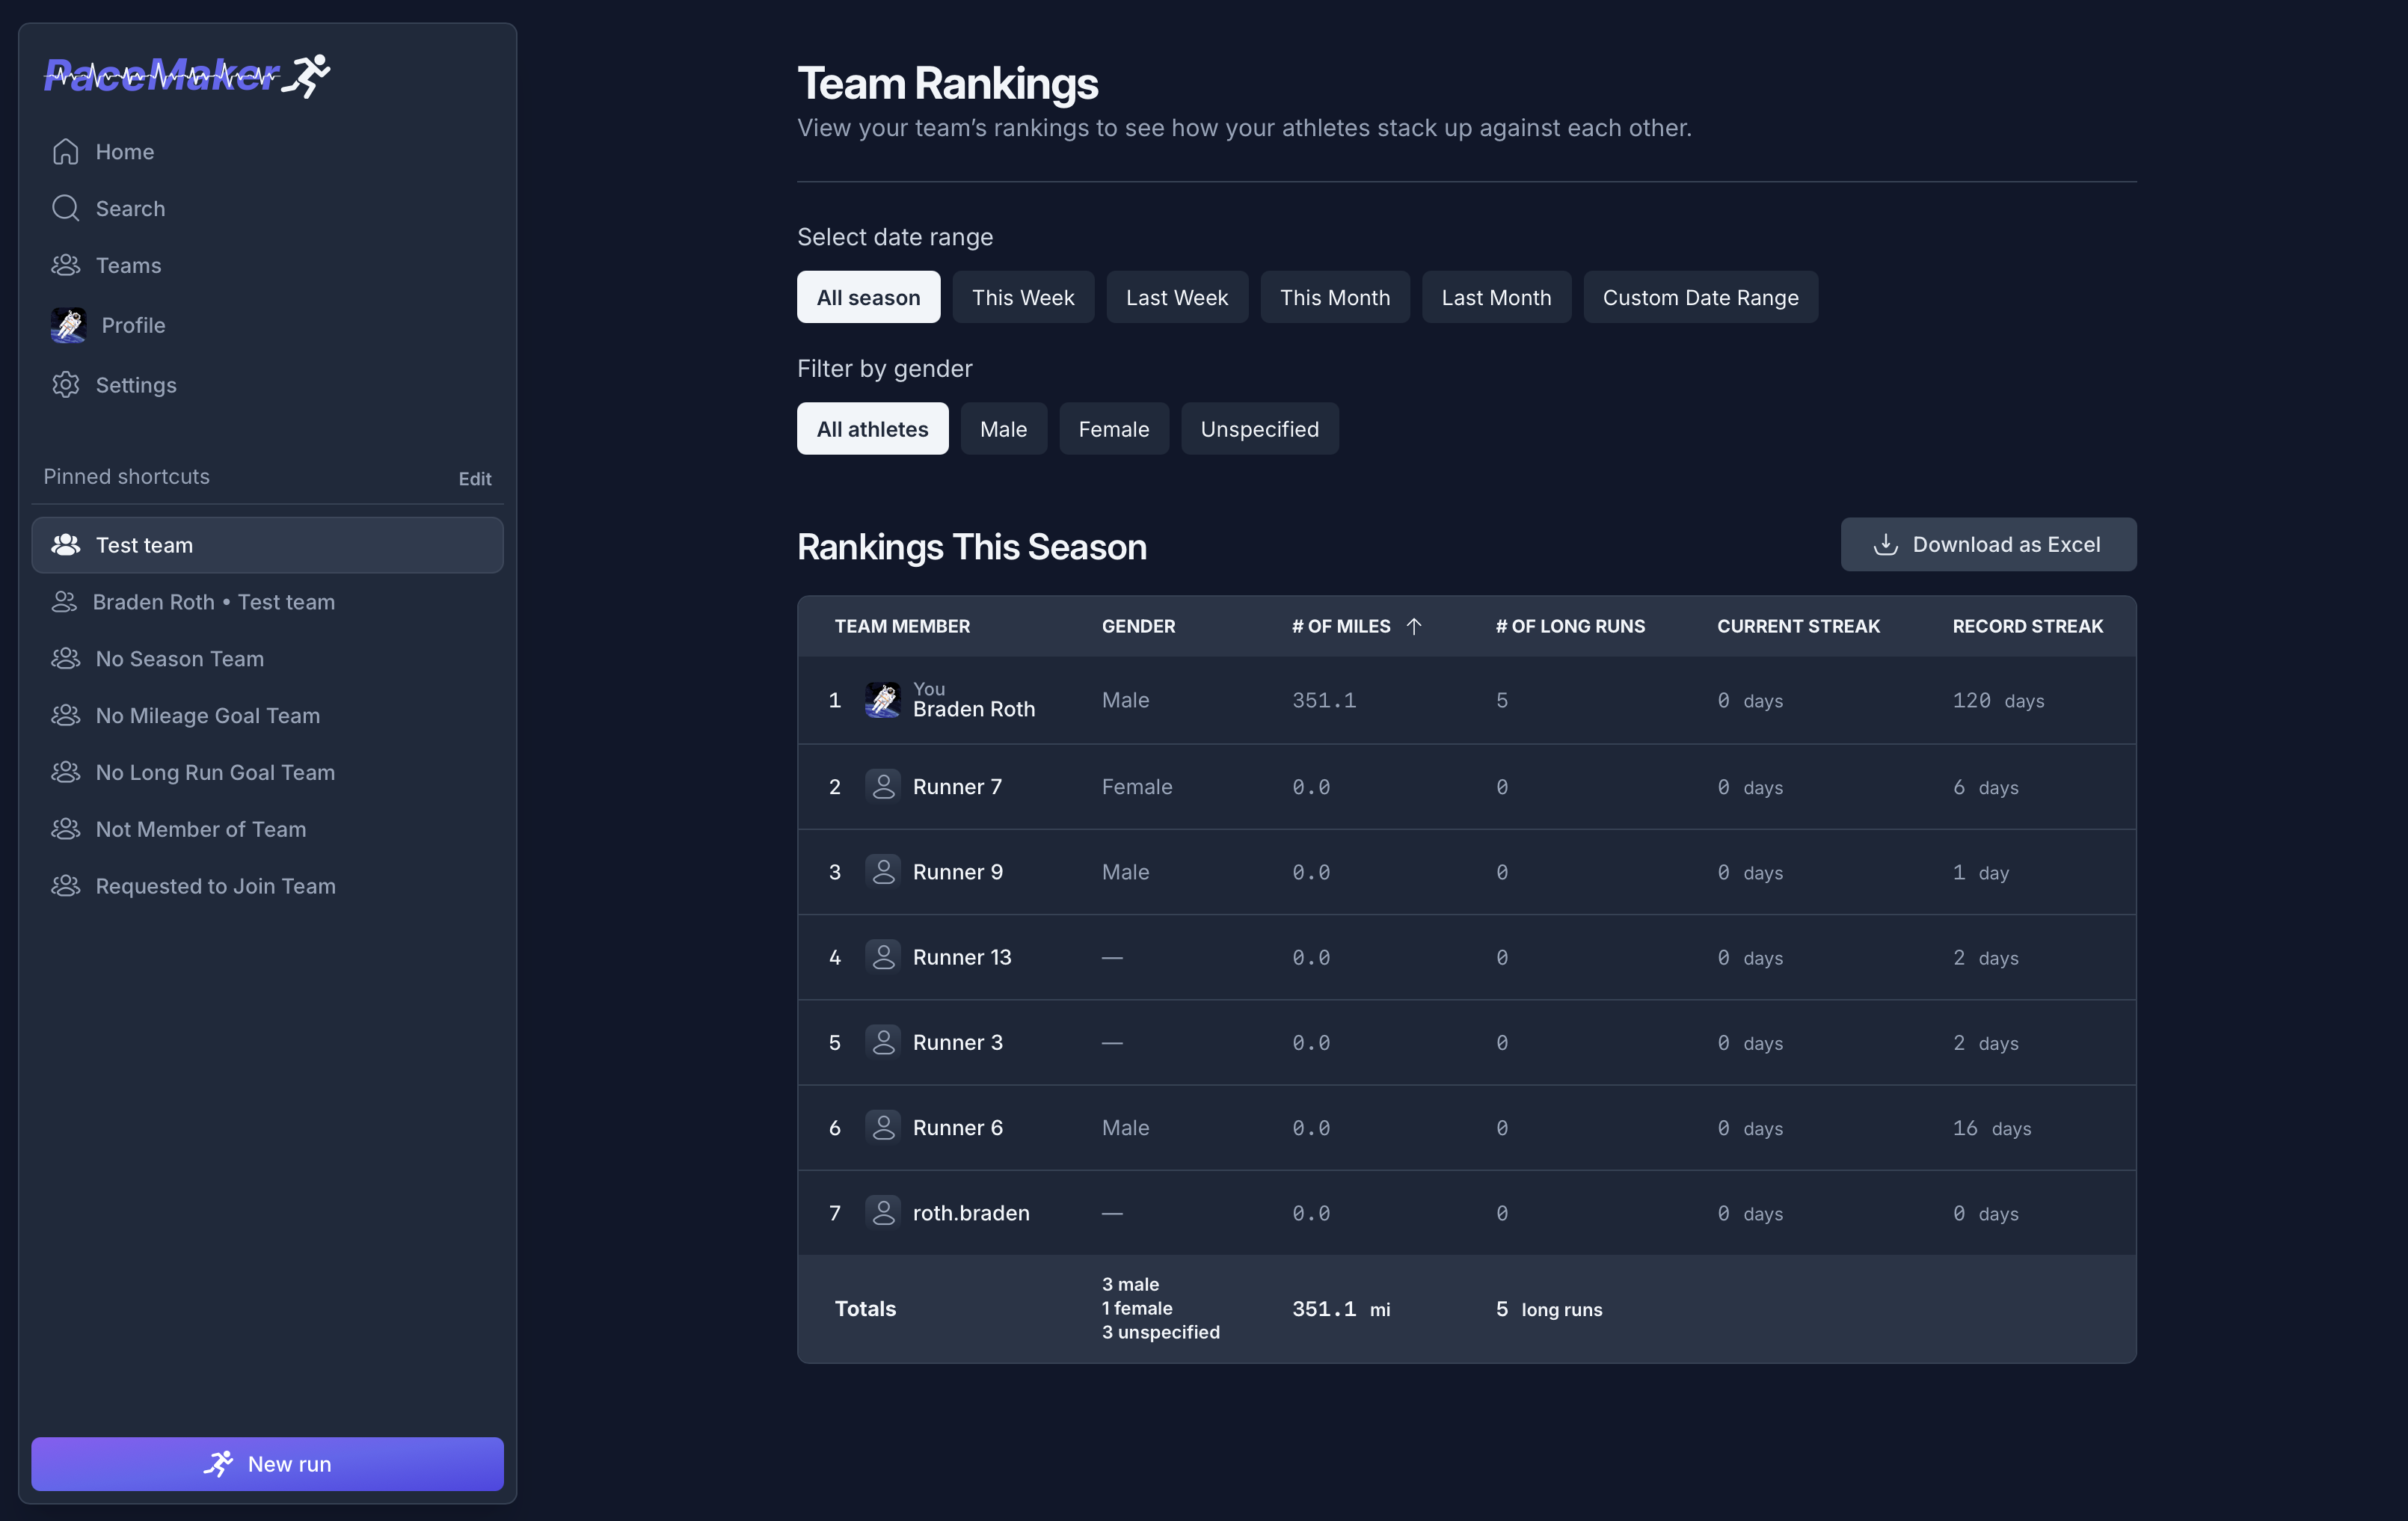 PaceMaker
Home
Search
Teams
Profile
Settings
Pinned shortcuts Edit
Test team
Braden Roth • Test team
No Season Team
No Mileage Goal Team
No Long Run Goal Team
Not Member of Team
Requested to Join Team
New run
Team Rankings
View your team’s rankings to see how your athletes stack up against each other.
Select date range
All season This Week Last Week This Month Last Month Custom Date Range
Filter by gender
All athletes Male Female Unspecified
Rankings This Season Download as Excel
TEAM MEMBER GENDER # OF MILES # OF LONG RUNS CURRENT STREAK RECORD STREAK
You
1 Braden Roth Male 351.1 5 0 days 120 days
2 Runner 7 Female 0.0 0 0 days 6 days
3 Runner 9 Male 0.0 0 0 days 1 day
4 Runner 13 — 0.0 0 0 days 2 days
5 Runner 3 — 0.0 0 0 days 2 days
6 Runner 6 Male 0.0 0 0 days 16 days
7 roth.braden — 0.0 0 0 days 0 days
3 male
Totals 1 female 351.1 mi 5 long runs
3 unspecified